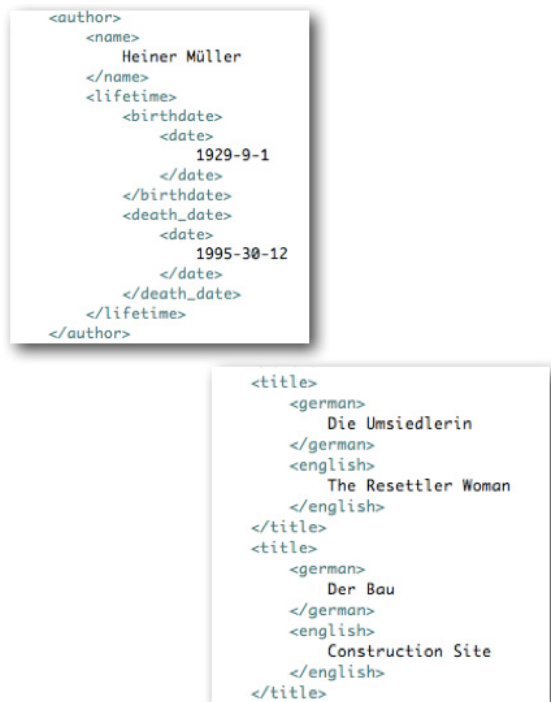 <author>
<name>
Heiner Müller
</name>
<lifetime>
<birthdate>
<date>
1929-9-1
</date>
</birthdate>
<death_date>
<date>
1995-30-12
</date>
</death_date>
</lifetime>
</author>
<title>
<german>
Die Umsiedlerin
</german>
<english>
The Resettler Woman
</english>
</title>
<title>
<german>
Der Bau
</german>
<english>
Construction Site
</english>
</title>